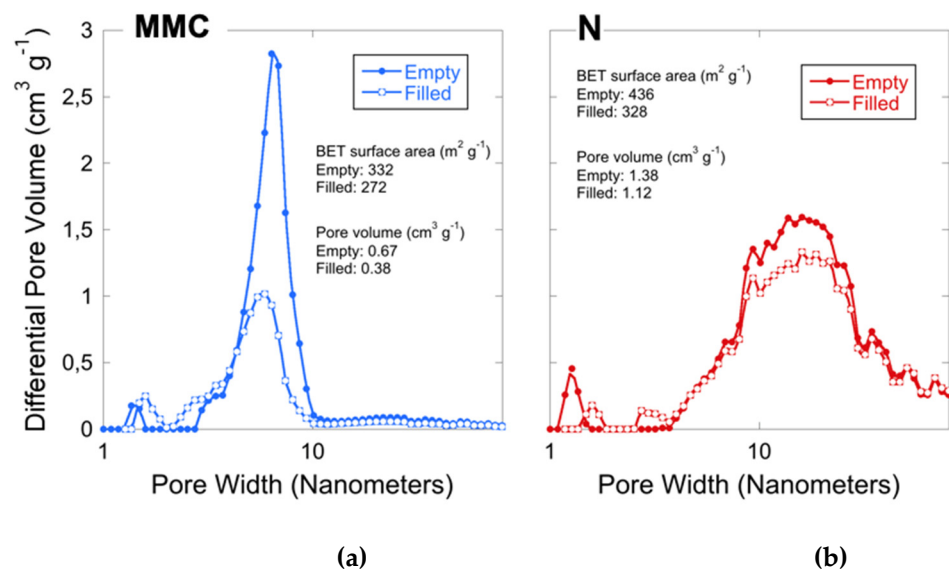 MMC
Differential Pore Volume (cm³ g⁻¹)
3
2,5
2
1,5
1
0,5
0
Empty
Filled
BET surface area (m² g⁻¹)
Empty: 332
Filled: 272
Pore volume (cm³ g⁻¹)
Empty: 0.67
Filled: 0.38
1
10
Pore Width (Nanometers)
(a)
N
BET surface area (m² g⁻¹)
Empty: 436
Filled: 328
Pore volume (cm³ g⁻¹)
Empty: 1.38
Filled: 1.12
Empty
Filled
1
10
Pore Width (Nanometers)
(b)